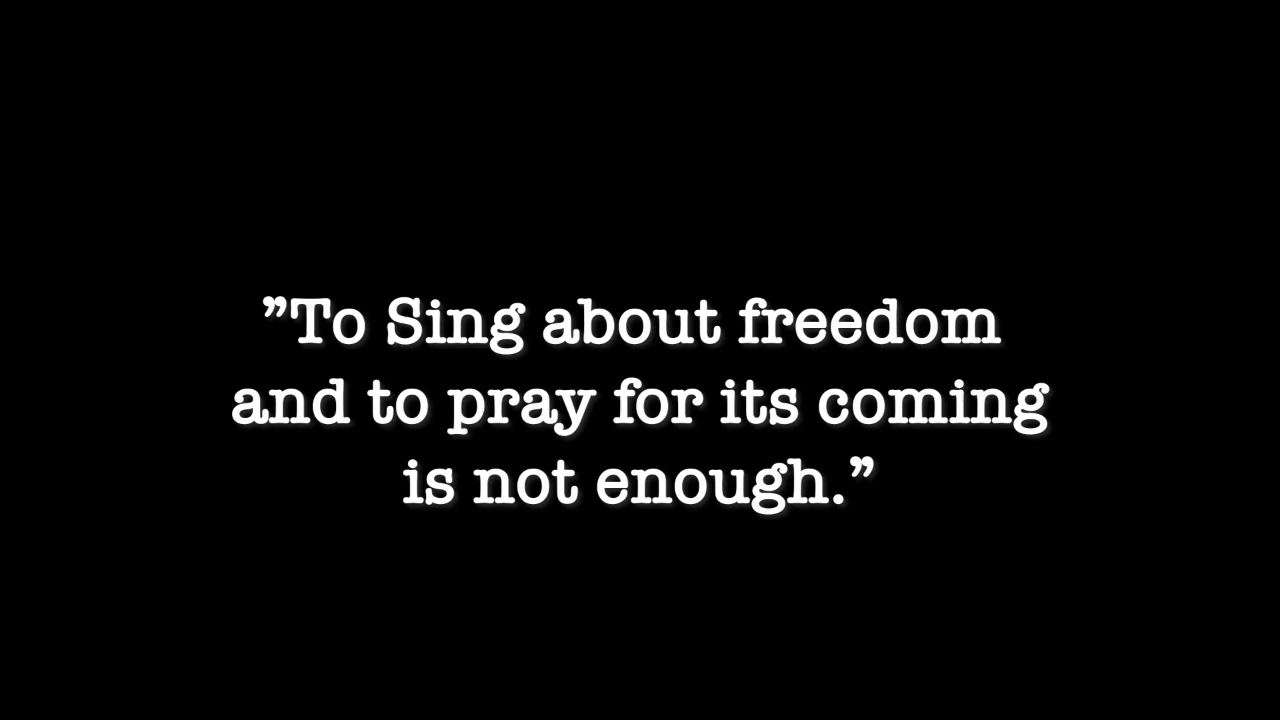 ”To Sing about freedom
and to pray for its coming
is not enough.”